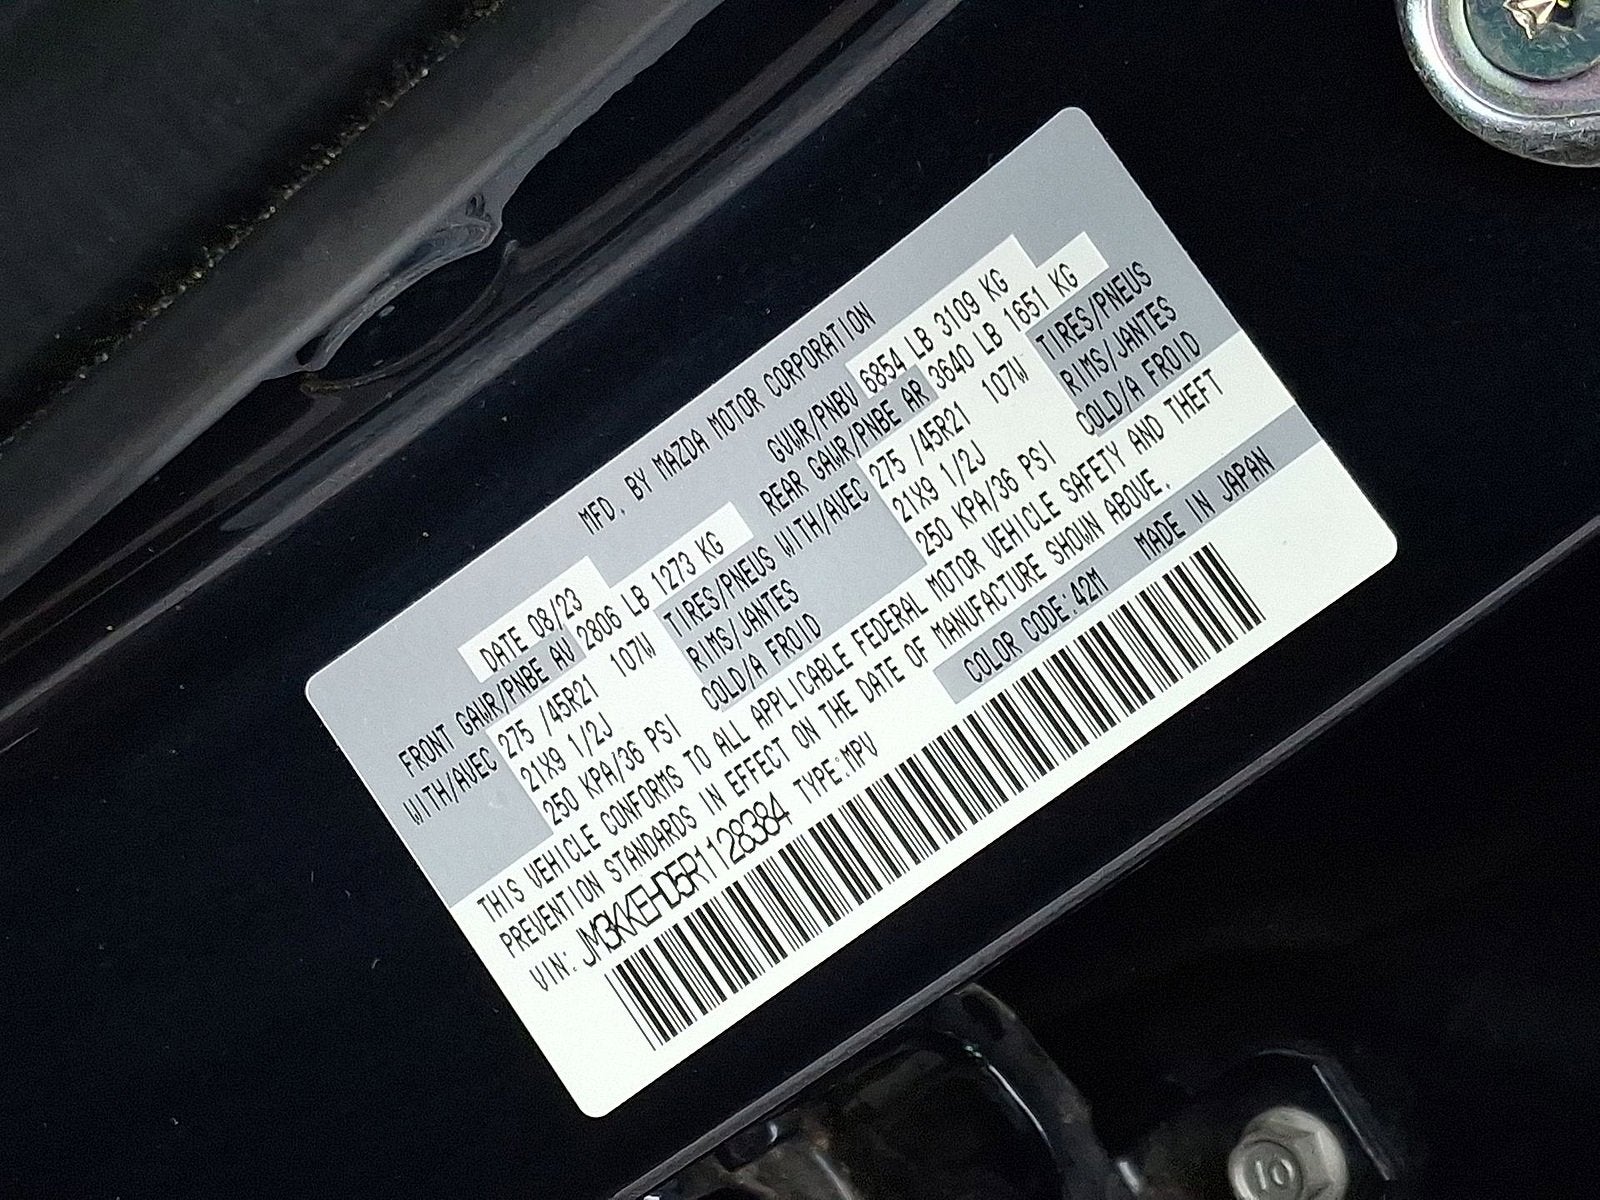 MFD. BY MAZDA MOTOR CORPORATION
DATE 08/23 GVWR/PNBV 6854 LB 3109 KG
FRONT GAWR/PNBE AV 2806 LB 1273 KG REAR GAWR/PNBE AR 3640 LB 1651 KG
WITH/AVEC 275 /45R21 107W TIRES/PNEUS WITH/AVEC 275 /45R21 107W TIRES/PNEUS
21X9 1/2J RIMS/JANTES 21X9 1/2J RIMS/JANTES
250 KPA/36 PSI COLD/A FROID 250 KPA/36 PSI COLD/A FROID
THIS VEHICLE CONFORMS TO ALL APPLICABLE FEDERAL MOTOR VEHICLE SAFETY AND THEFT
PREVENTION STANDARDS IN EFFECT ON THE DATE OF MANUFACTURE SHOWN ABOVE.
VIN: JM3KKEHD5R1128384 TYPE:MPV COLOR CODE:42M MADE IN JAPAN
10